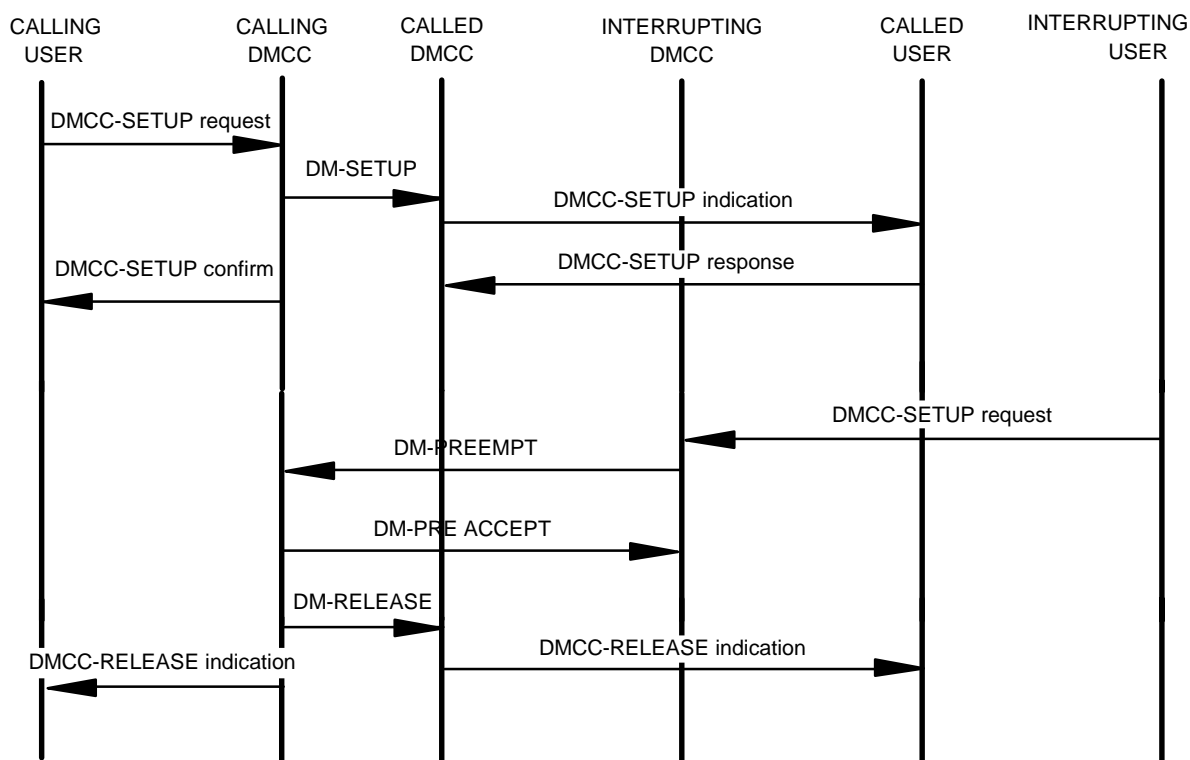 CALLING
USER
CALLING
DMCC
CALLED
DMCC
INTERRUPTING
DMCC
CALLED
USER
INTERRUPTING
USER
DMCC-SETUP request
DM-SETUP
DMCC-SETUP indication
DMCC-SETUP response
DMCC-SETUP confirm
DMCC-SETUP request
DM-PREEMPT
DM-PRE ACCEPT
DM-RELEASE
DMCC-RELEASE indication
DMCC-RELEASE indication